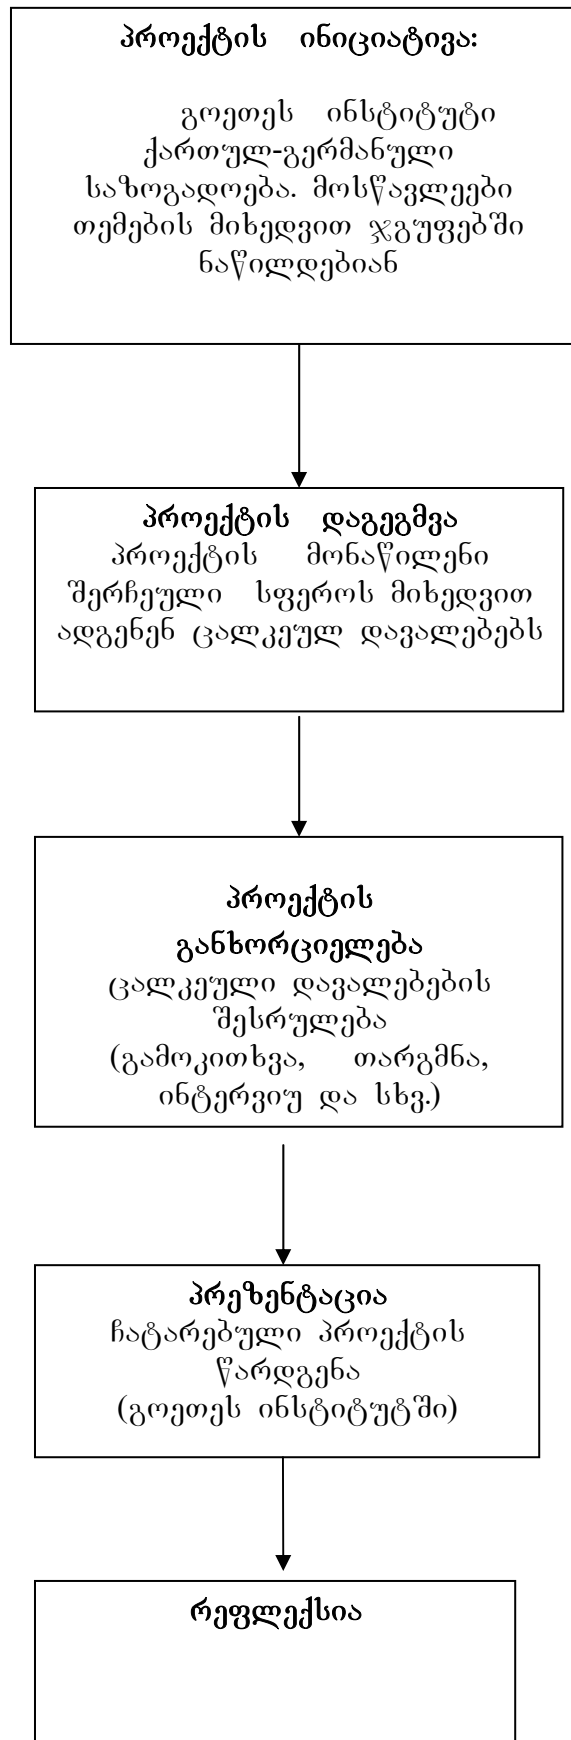 პროექტის ინიციატივა:
გოეთეს ინსტიტუტი
ქართულ-გერმანული
საზოგადოება. მოსწავლეები
თემების მიხედვით ჯგუფებში
ნაწილდებიან
პროექტის დაგეგმვა
პროექტის მონაწილენი
შერჩეული სფეროს მიხედვით
ადგენენ ცალკეულ დავალებებს
პროექტის
განხორციელება
ცალკეული დავალებების
შესრულება
(გამოკითხვა, თარგმნა,
ინტერვიუ და სხვ.)
პრეზენტაცია
ჩატარებული პროექტის
წარდგენა
(გოეთეს ინსტიტუტში)
რეფლექსია